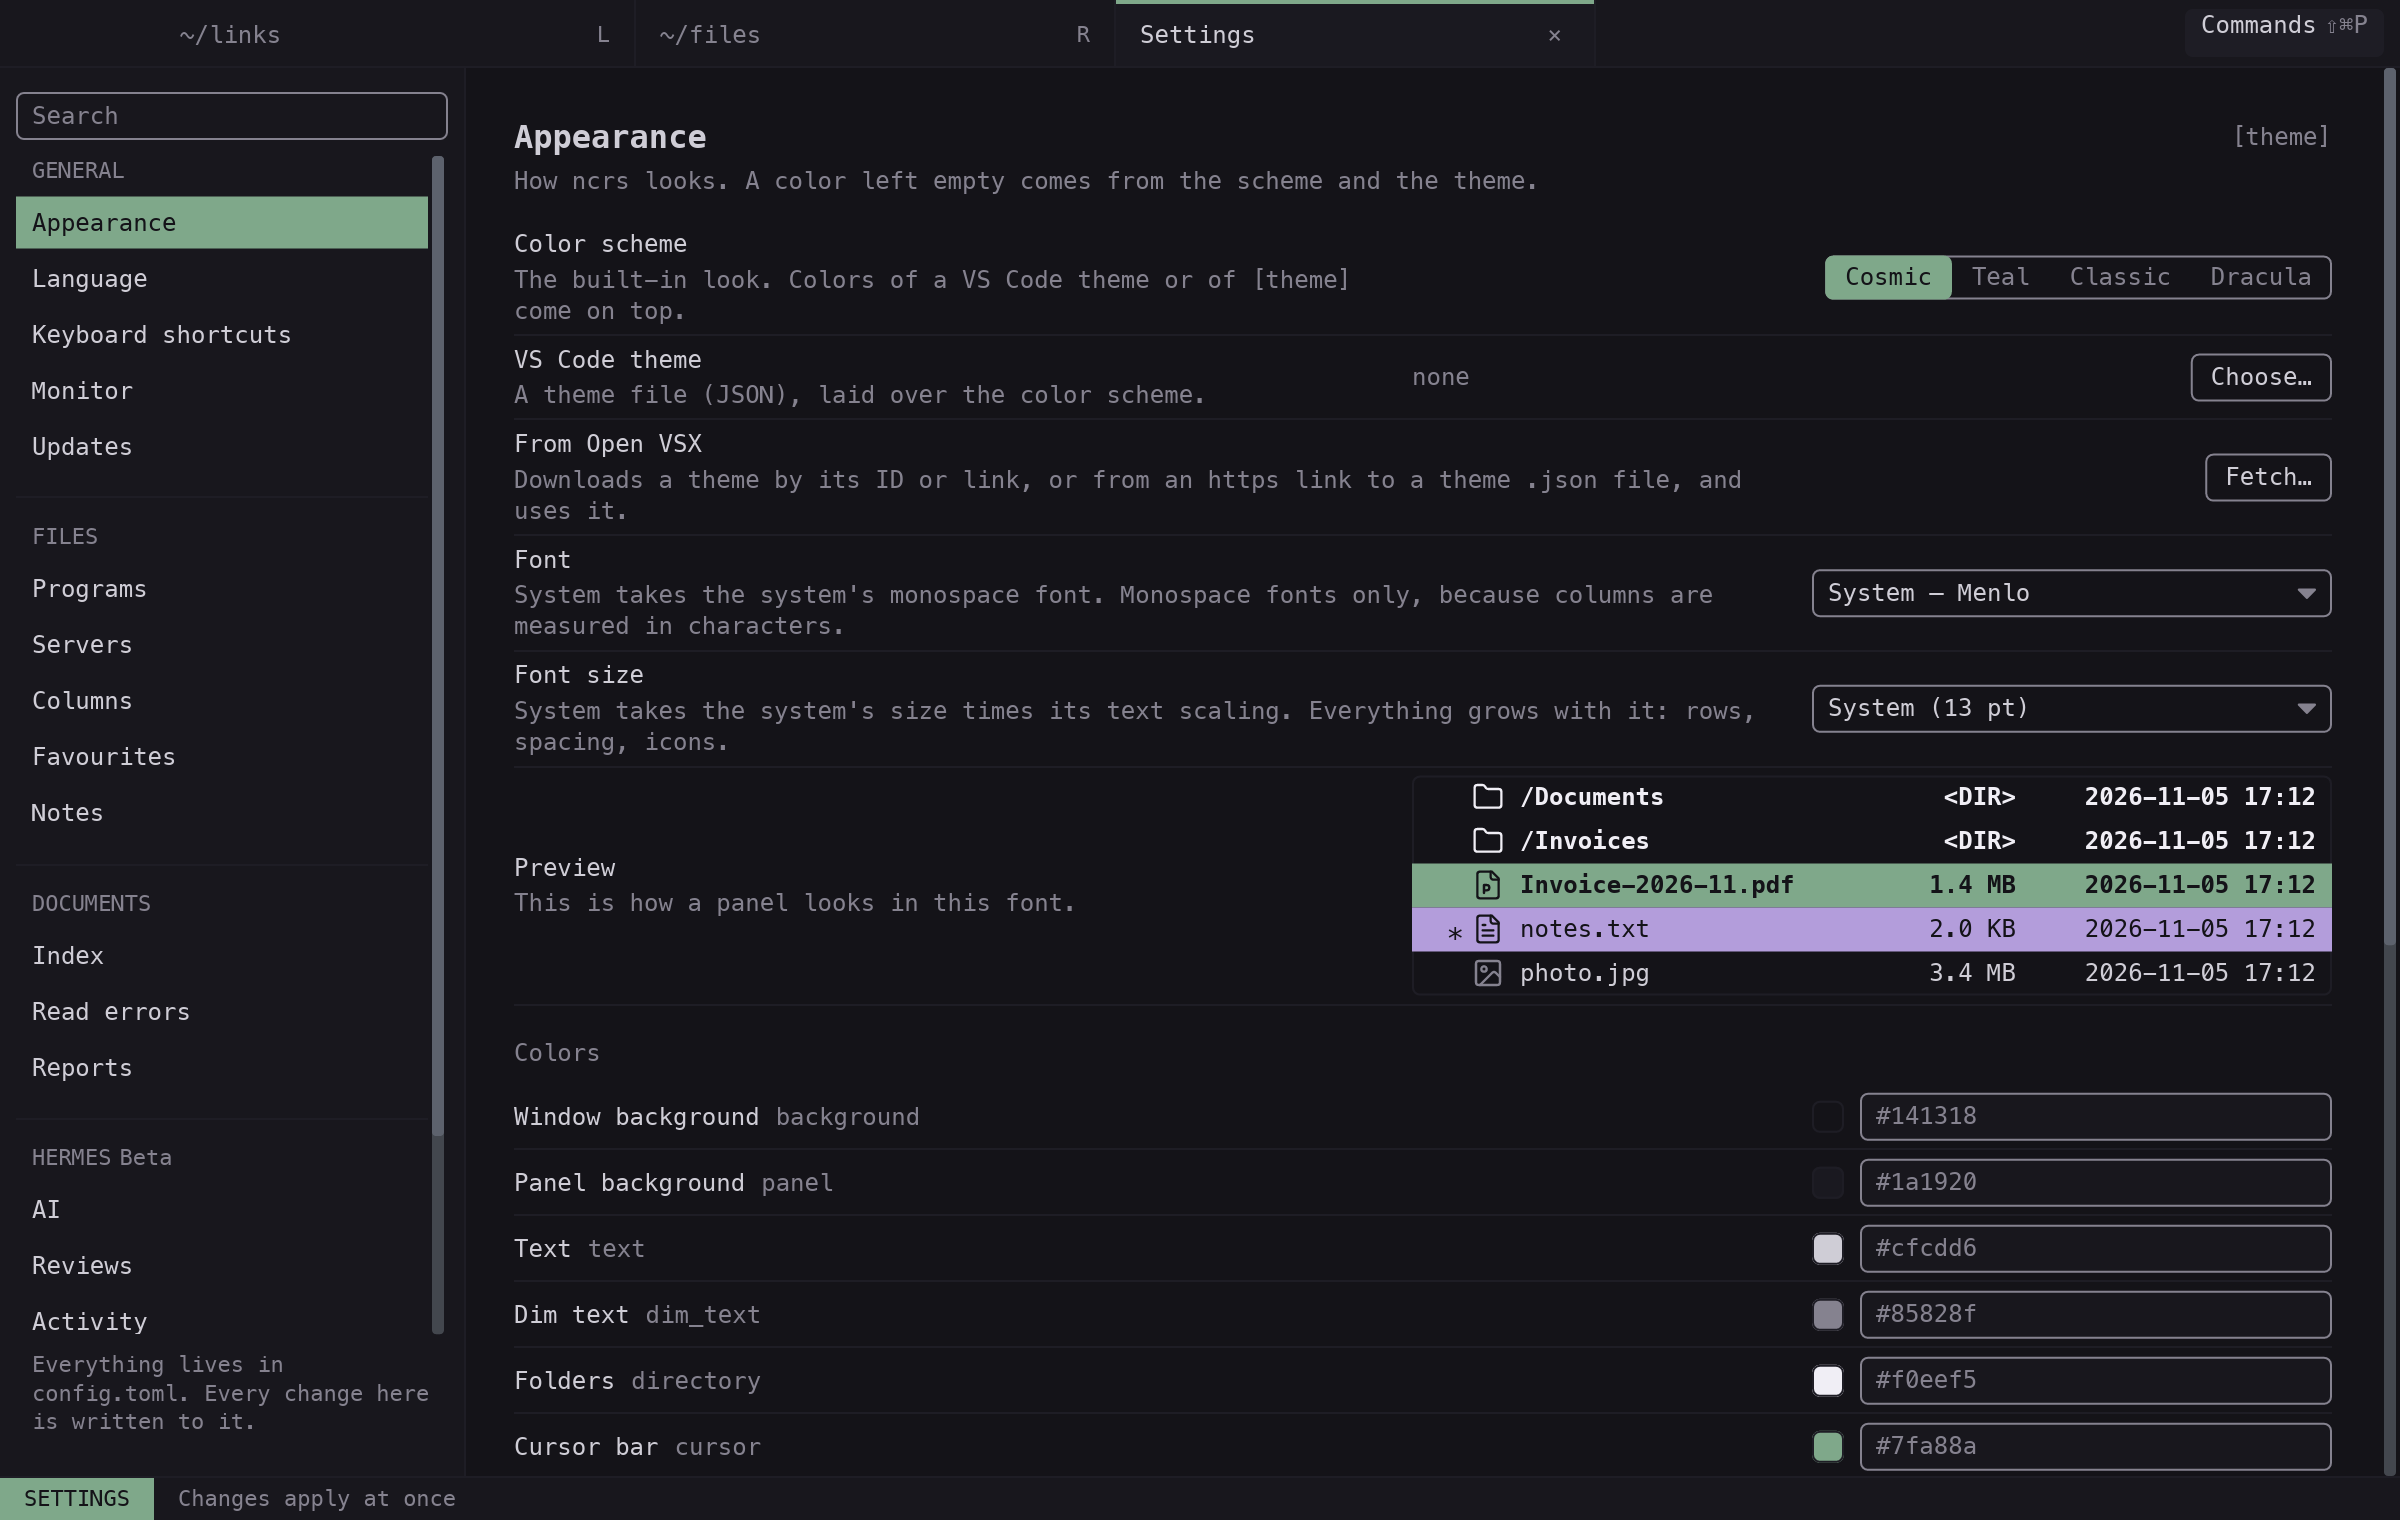 ~/links L ~/files R Settings × Commands ⇧⌘P
Search
GENERAL
Appearance
Language
Keyboard shortcuts
Monitor
Updates
FILES
Programs
Servers
Columns
Favourites
Notes
DOCUMENTS
Index
Read errors
Reports
HERMES Beta
AI
Reviews
Activity
Everything lives in
config.toml. Every change here
is written to it.
Appearance [theme]
How ncrs looks. A color left empty comes from the scheme and the theme.
Color scheme
The built-in look. Colors of a VS Code theme or of [theme]
come on top.
Cosmic Teal Classic Dracula
VS Code theme
A theme file (JSON), laid over the color scheme.
none Choose…
From Open VSX
Downloads a theme by its ID or link, or from an https link to a theme .json file, and
uses it.
Fetch…
Font
System takes the system's monospace font. Monospace fonts only, because columns are
measured in characters.
System — Menlo
Font size
System takes the system's size times its text scaling. Everything grows with it: rows,
spacing, icons.
System (13 pt)
Preview
This is how a panel looks in this font.
/Documents <DIR> 2026-11-05 17:12
/Invoices <DIR> 2026-11-05 17:12
Invoice-2026-11.pdf 1.4 MB 2026-11-05 17:12
* notes.txt 2.0 KB 2026-11-05 17:12
photo.jpg 3.4 MB 2026-11-05 17:12
Colors
Window background background #141318
Panel background panel #1a1920
Text text #cfcdd6
Dim text dim_text #85828f
Folders directory #f0eef5
Cursor bar cursor #7fa88a
SETTINGS Changes apply at once